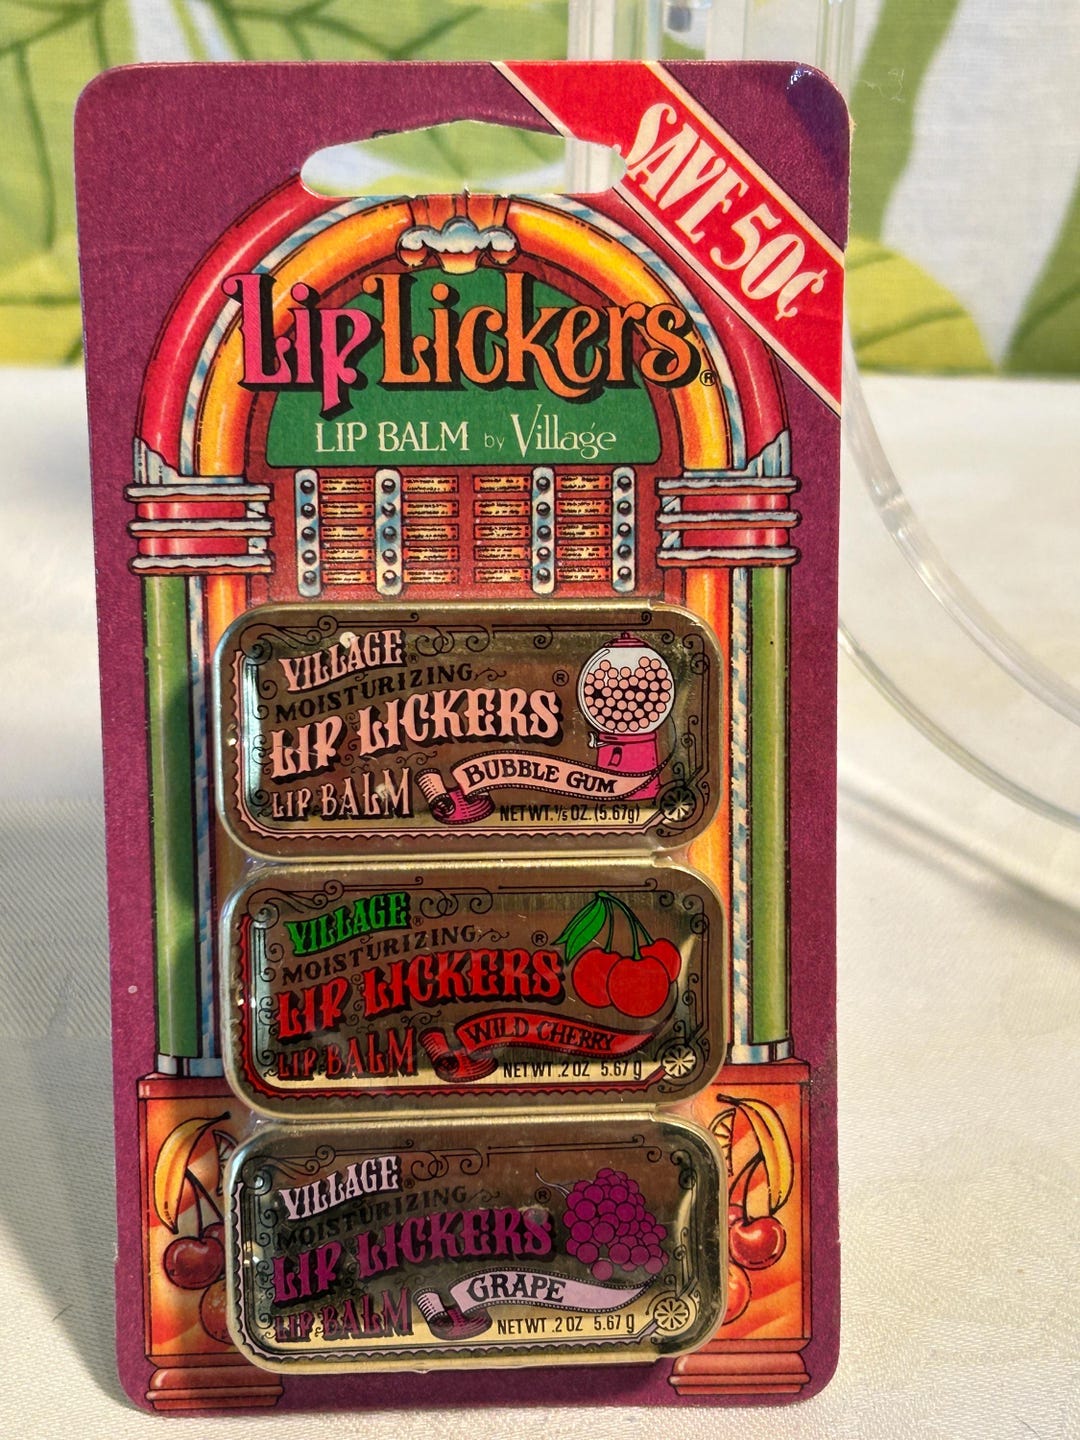 SAVE 50¢
Lip Lickers®
LIP BALM by Village
VILLAGE®
MOISTURIZING
LIP LICKERS®
LIP BALM
BUBBLE GUM
NET WT. 1/5 OZ. (5.67g)
VILLAGE®
MOISTURIZING
LIP LICKERS®
LIP BALM
WILD CHERRY
NET WT .2 OZ 5.67 g
VILLAGE®
MOISTURIZING
LIP LICKERS®
LIP BALM
GRAPE
NET WT .2 OZ 5.67 g